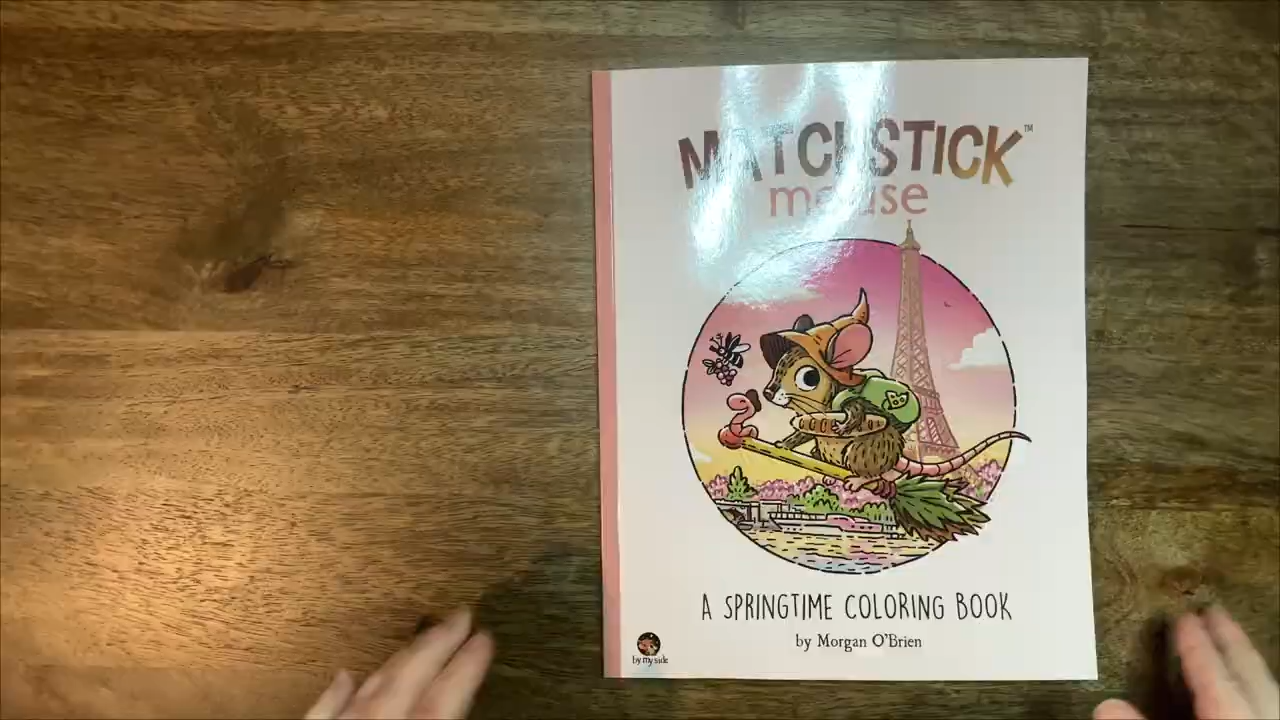 MATCHSTICK™
mouse
A SPRINGTIME COLORING BOOK
by Morgan O'Brien
by my side